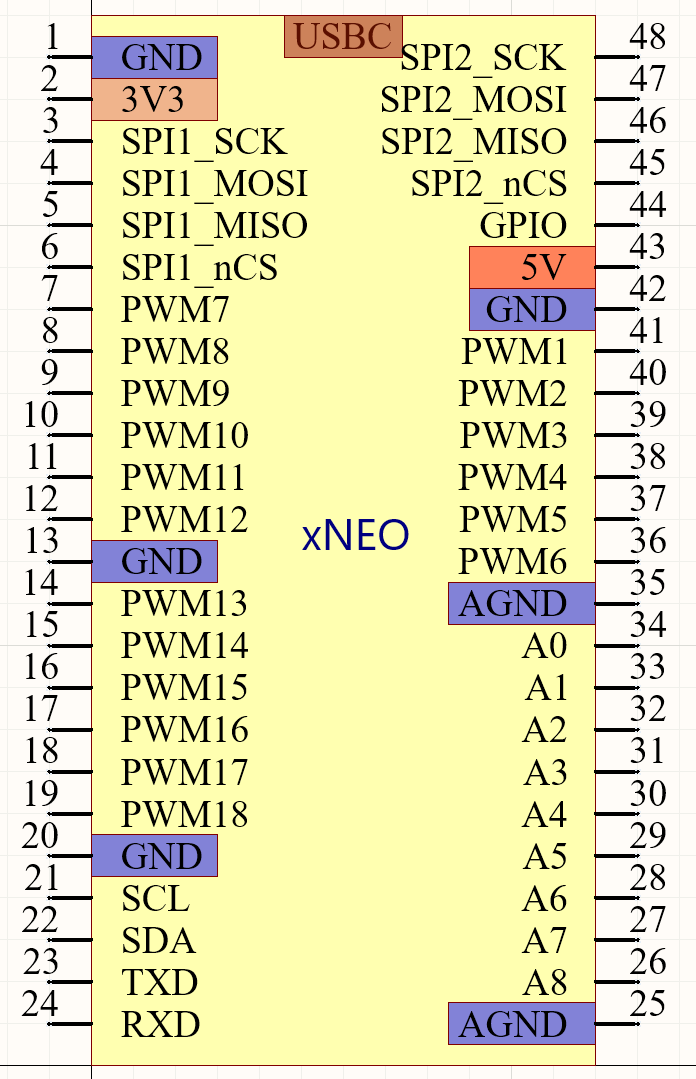 USBC
1 GND SPI2_SCK 48
2 3V3 SPI2_MOSI 47
3 SPI1_SCK SPI2_MISO 46
4 SPI1_MOSI SPI2_nCS 45
5 SPI1_MISO GPIO 44
6 SPI1_nCS 5V 43
7 PWM7 GND 42
8 PWM8 PWM1 41
9 PWM9 PWM2 40
10 PWM10 PWM3 39
11 PWM11 PWM4 38
12 PWM12 PWM5 37
xNEO
13 GND PWM6 36
14 PWM13 AGND 35
15 PWM14 A0 34
16 PWM15 A1 33
17 PWM16 A2 32
18 PWM17 A3 31
19 PWM18 A4 30
20 GND A5 29
21 SCL A6 28
22 SDA A7 27
23 TXD A8 26
24 RXD AGND 25